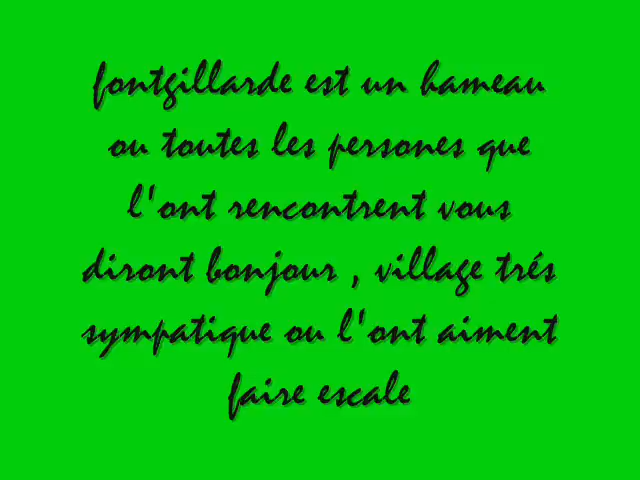 fontgillarde est un hameau
ou toutes les persones que
l'ont rencontrent vous
diront bonjour , village trés
sympatique ou l'ont aiment
faire escale